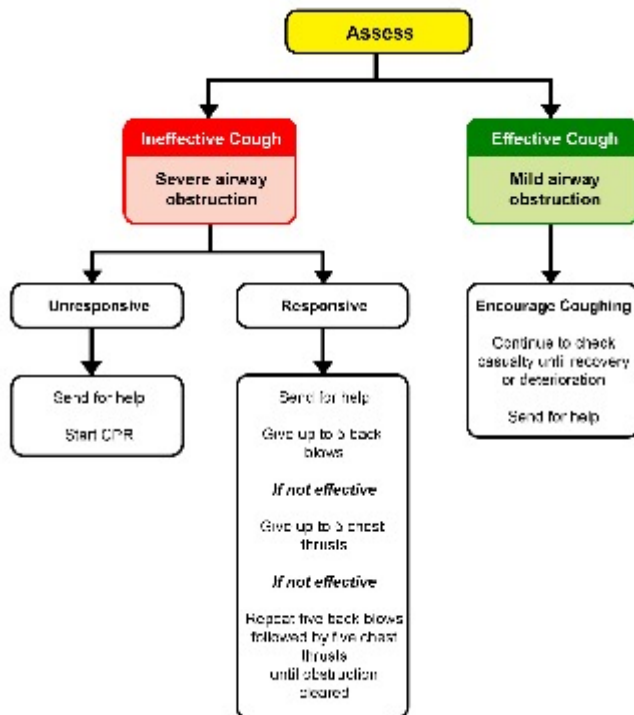 Assess
Ineffective Cough
Severe airway
obstruction
Effective Cough
Mild airway
obstruction
Unresponsive
Send for help
Start CPR
Responsive
Send for help
Give up to 5 back
blows
If not effective
Give up to 5 chest
thrusts
If not effective
Repeat five back blows
followed by five chest
thrusts
until obstruction
cleared
Encourage Coughing
Continue to check
casualty until recovery
or deterioration
Send for help